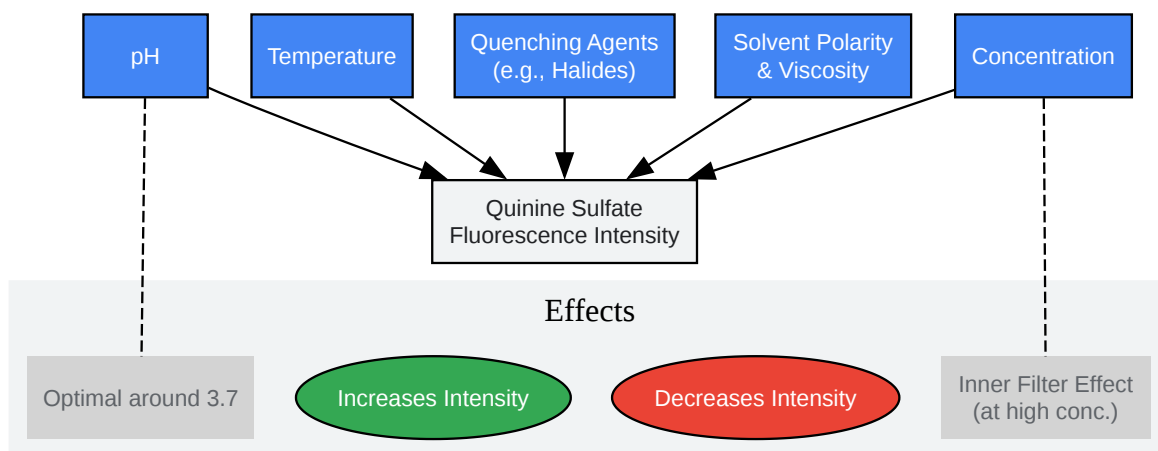 pH
Temperature
Quenching Agents
(e.g., Halides)
Solvent Polarity
& Viscosity
Concentration
Quinine Sulfate
Fluorescence Intensity
Effects
Optimal around 3.7
Increases Intensity
Decreases Intensity
Inner Filter Effect
(at high conc.)